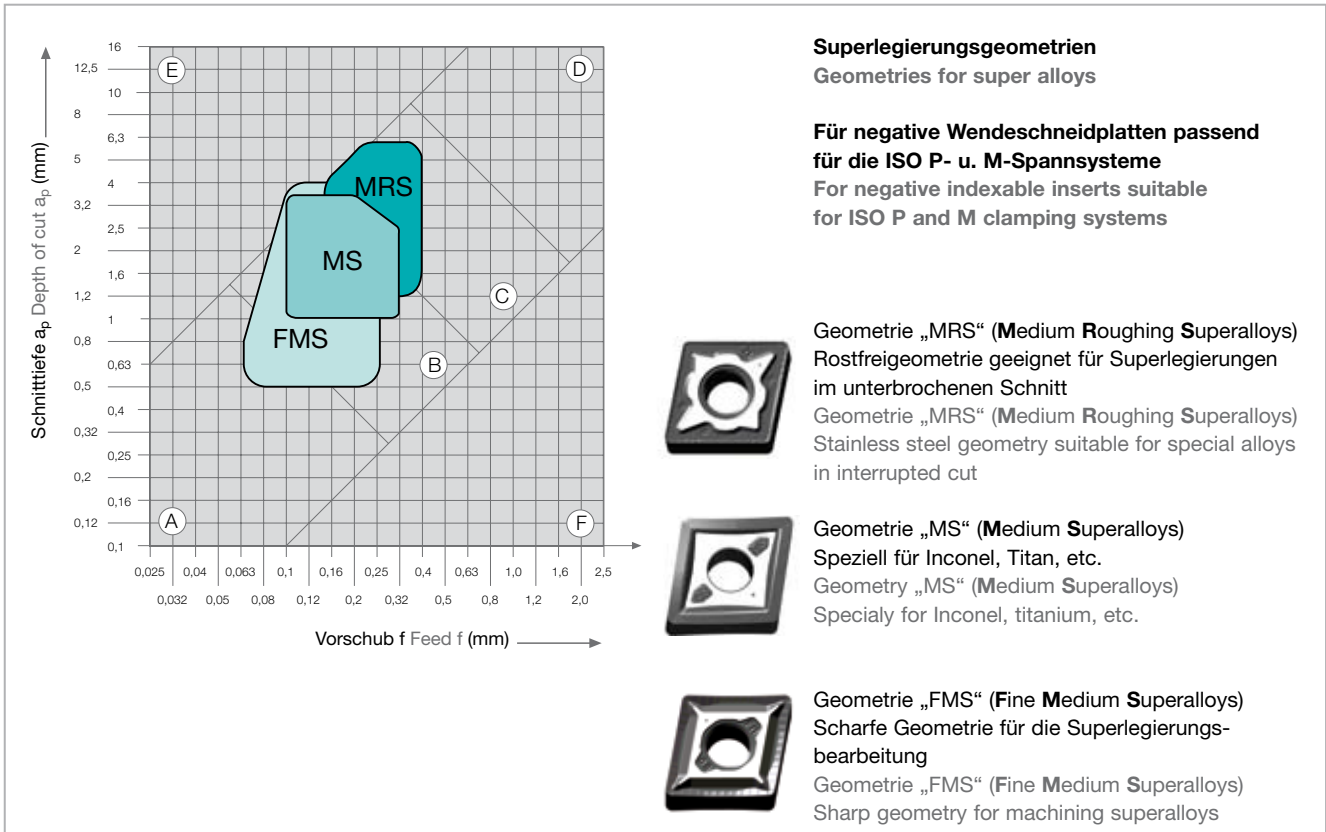 16
12,5
10
8
6,3
5
4
3,2
2,5
2
1,6
1,2
1
0,8
0,63
0,5
0,4
0,32
0,25
0,2
0,16
0,12
0,1
Schnitttiefe ap Depth of cut ap (mm)
E
D
MRS
MS
FMS
C
B
A
F
0,025 0,04 0,063 0,1 0,16 0,25 0,4 0,63 1,0 1,6 2,5
0,032 0,05 0,08 0,12 0,2 0,32 0,5 0,8 1,2 2,0
Vorschub f Feed f (mm)
Superlegierungsgeometrien
Geometries for super alloys
Für negative Wendeschneidplatten passend
für die ISO P- u. M-Spannsysteme
For negative indexable inserts suitable
for ISO P and M clamping systems
Geometrie „MRS“ (Medium Roughing Superalloys)
Rostfreigeometrie geeignet für Superlegierungen
im unterbrochenen Schnitt
Geometrie „MRS“ (Medium Roughing Superalloys)
Stainless steel geometry suitable for special alloys
in interrupted cut
Geometrie „MS“ (Medium Superalloys)
Speziell für Inconel, Titan, etc.
Geometry „MS“ (Medium Superalloys)
Specialy for Inconel, titanium, etc.
Geometrie „FMS“ (Fine Medium Superalloys)
Scharfe Geometrie für die Superlegierungs-
bearbeitung
Geometrie „FMS“ (Fine Medium Superalloys)
Sharp geometry for machining superalloys